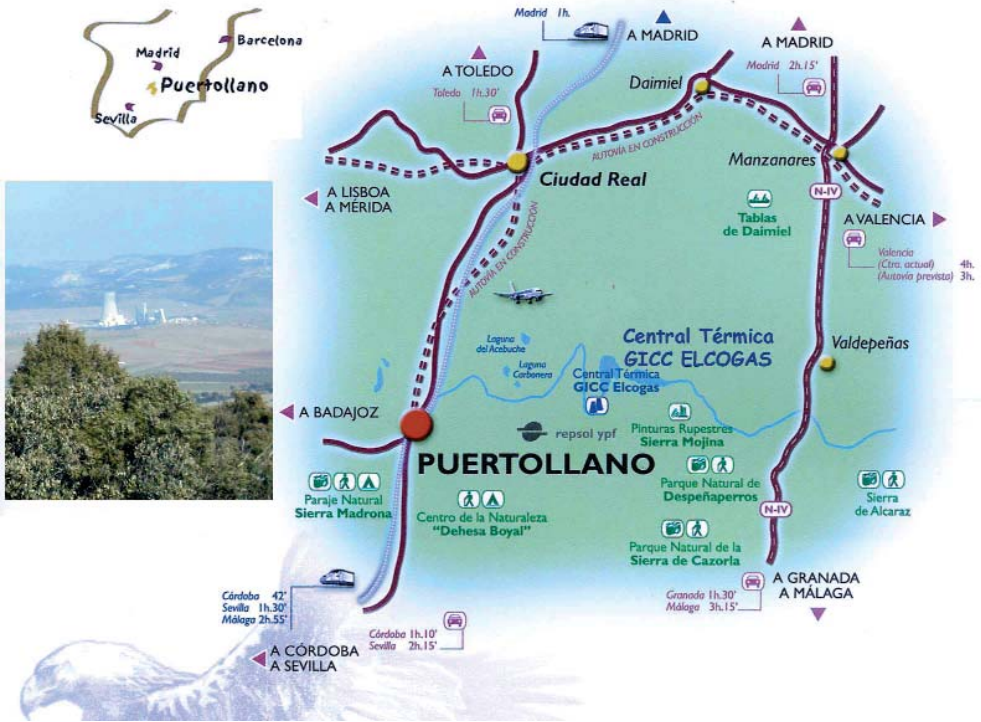 Barcelona
Madrid
Puertollano
Sevilla
Madrid 1h.
A MADRID
A TOLEDO
Toledo 1h.30'
Daimiel
A MADRID
Madrid 2h.15'
AUTOVÍA EN CONSTRUCCIÓN
Manzanares
Ciudad Real
A LISBOA
A MÉRIDA
N-IV
Tablas
de Daimiel
A VALENCIA
Valencia
(Ctra. actual) 4h.
(Autovía prevista) 3h.
AUTOVÍA EN CONSTRUCCIÓN
Laguna
del Acebuche
Laguna
Carbonera
Central Térmica
GICC ELCOGAS
Central Térmica
GICC Elcogas
Valdepeñas
A BADAJOZ
repsol ypf
Pinturas Rupestres
Sierra Mojina
PUERTOLLANO
Parque Natural de
Despeñaperros
Paraje Natural
Sierra Madrona
Centro de la Naturaleza
"Dehesa Boyal"
Sierra
de Alcaraz
N-IV
Parque Natural de la
Sierra de Cazorla
Córdoba 42'
Sevilla 1h.30'
Málaga 2h.55'
Córdoba 1h.10'
Sevilla 2h.15'
Granada 1h.30'
Málaga 3h.15'
A GRANADA
A MÁLAGA
A CÓRDOBA
A SEVILLA